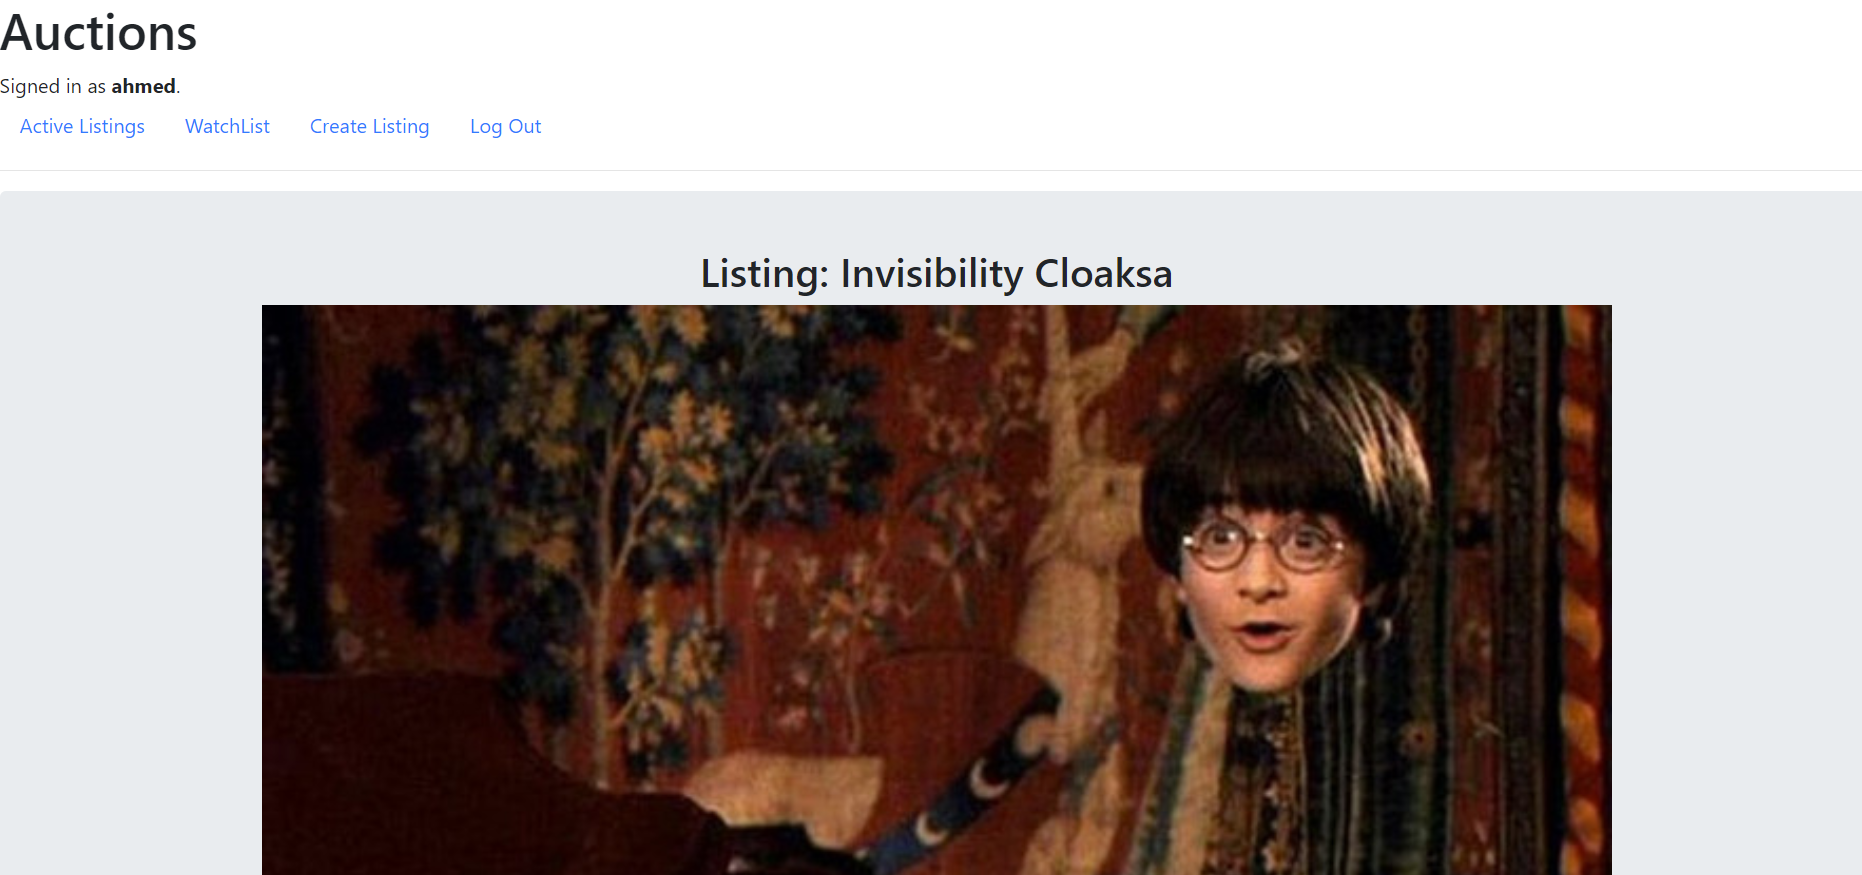 Auctions
Signed in as ahmed.
Active Listings WatchList Create Listing Log Out
Listing: Invisibility Cloaksa